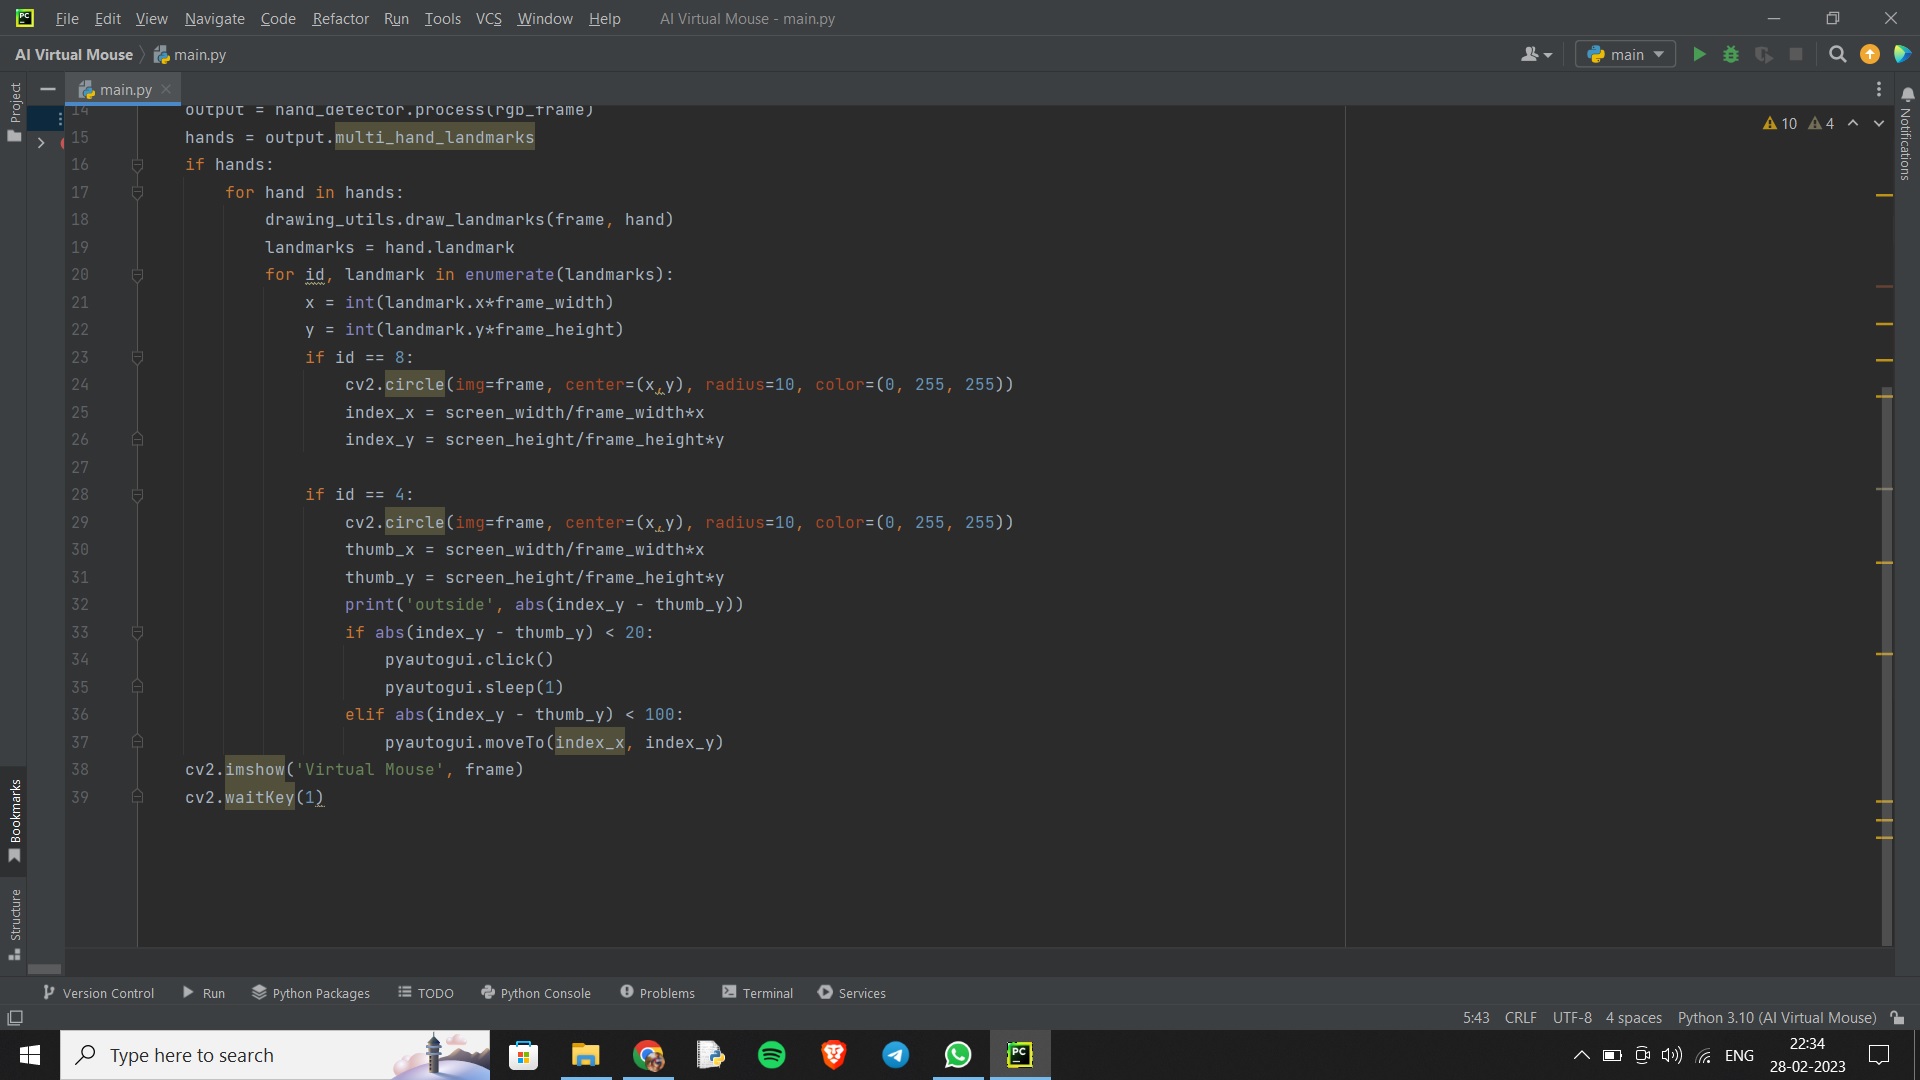 File Edit View Navigate Code Refactor Run Tools VCS Window Help AI Virtual Mouse - main.py
AI Virtual Mouse main.py main
Project
main.py
Notifications
10 4
14 output = hand_detector.process(rgb_frame)
15 hands = output.multi_hand_landmarks
16 if hands:
17 for hand in hands:
18 drawing_utils.draw_landmarks(frame, hand)
19 landmarks = hand.landmark
20 for id, landmark in enumerate(landmarks):
21 x = int(landmark.x*frame_width)
22 y = int(landmark.y*frame_height)
23 if id == 8:
24 cv2.circle(img=frame, center=(x,y), radius=10, color=(0, 255, 255))
25 index_x = screen_width/frame_width*x
26 index_y = screen_height/frame_height*y
27
28 if id == 4:
29 cv2.circle(img=frame, center=(x,y), radius=10, color=(0, 255, 255))
30 thumb_x = screen_width/frame_width*x
31 thumb_y = screen_height/frame_height*y
32 print('outside', abs(index_y - thumb_y))
33 if abs(index_y - thumb_y) < 20:
34 pyautogui.click()
35 pyautogui.sleep(1)
36 elif abs(index_y - thumb_y) < 100:
37 pyautogui.moveTo(index_x, index_y)
38 cv2.imshow('Virtual Mouse', frame)
39 cv2.waitKey(1)
Bookmarks
Structure
Version Control Run Python Packages TODO Python Console Problems Terminal Services
5:43 CRLF UTF-8 4 spaces Python 3.10 (AI Virtual Mouse)
Type here to search
PC
ENG
22:34
28-02-2023